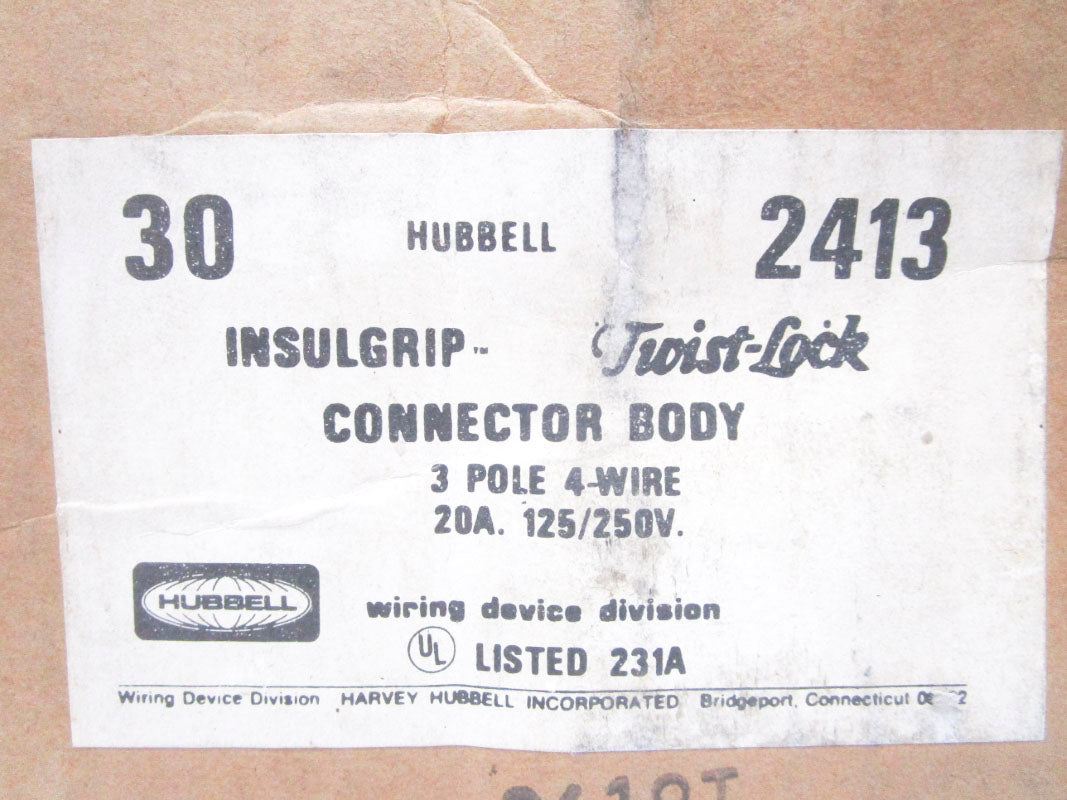 30 HUBBELL 2413
INSULGRIP™ Twist-Lock
CONNECTOR BODY
3 POLE 4-WIRE
20A. 125/250V.
HUBBELL
wiring device division
UL LISTED 231A
Wiring Device Division HARVEY HUBBELL INCORPORATED Bridgeport, Connecticut